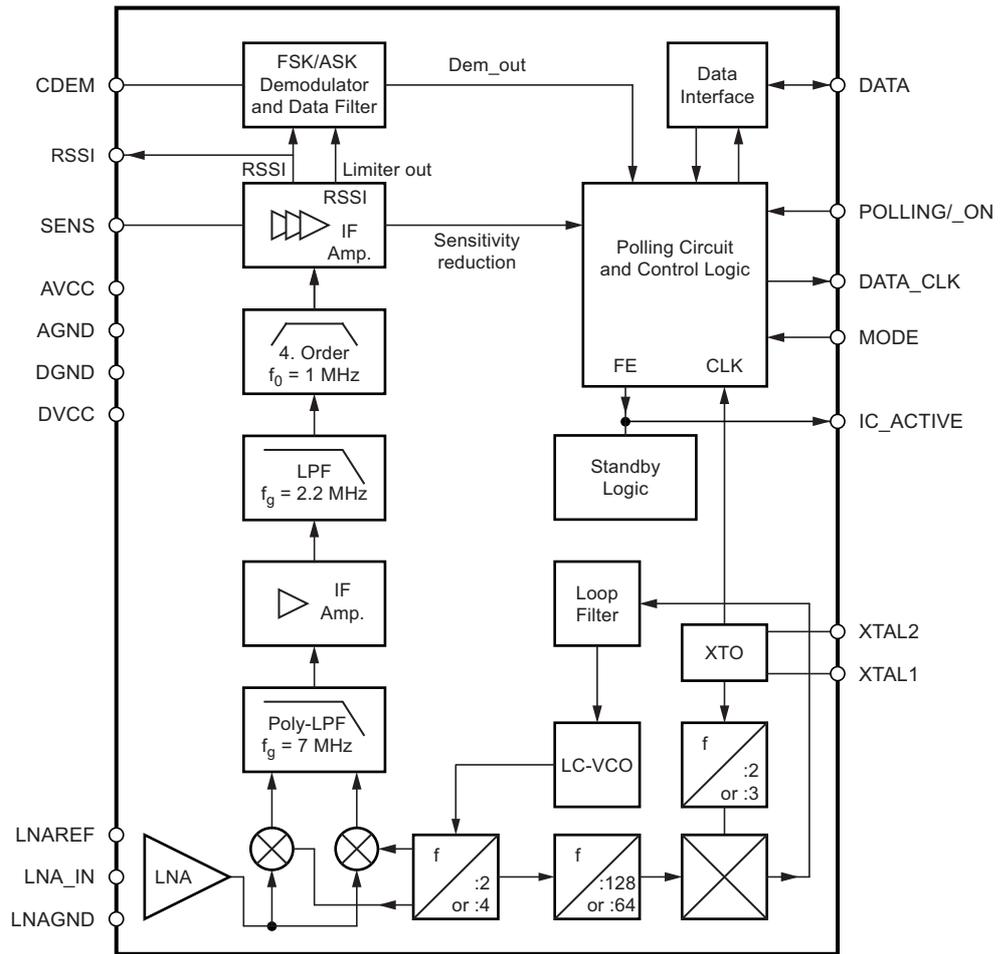 FSK/ASK
Demodulator
and Data Filter
Dem_out
Data
Interface
CDEM
DATA
RSSI
RSSI
Limiter out
RSSI
IF
Amp.
SENS
Sensitivity
reduction
Polling Circuit
and Control Logic
FE
CLK
POLLING/_ON
DATA_CLK
MODE
IC_ACTIVE
AVCC
AGND
DGND
DVCC
4. Order
f0 = 1 MHz
LPF
fg = 2.2 MHz
Standby
Logic
IF
Amp.
Loop
Filter
XTO
XTAL2
XTAL1
Poly-LPF
fg = 7 MHz
LC-VCO
f
:2
or :3
LNAREF
LNA_IN
LNAGND
LNA
f
:2
or :4
f
:128
or :64